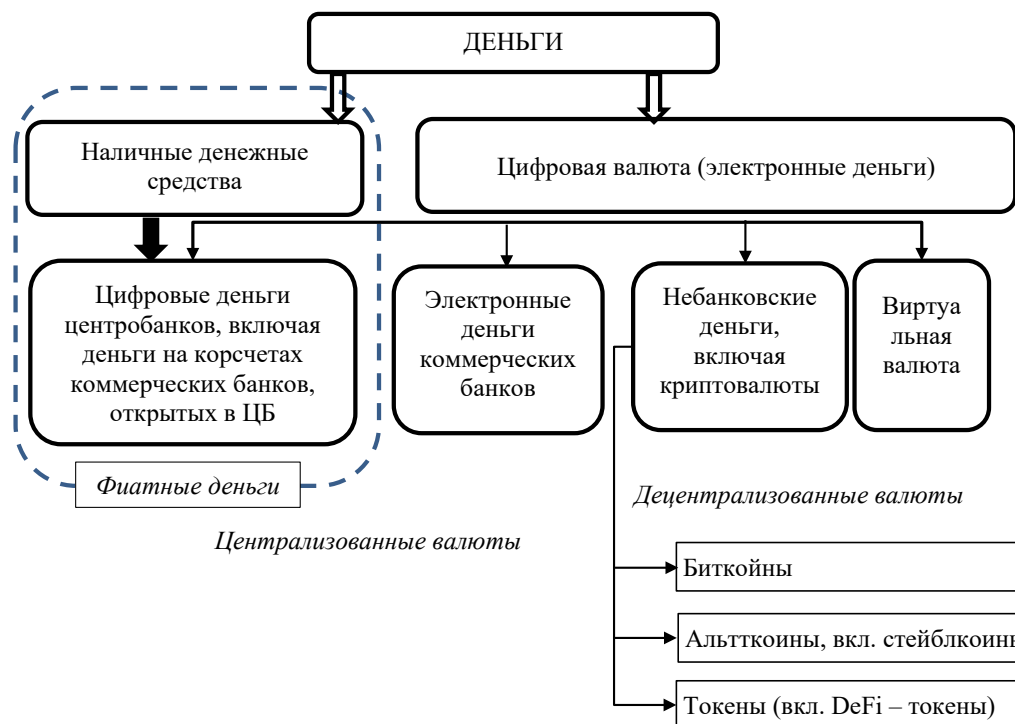 ДЕНЬГИ
Наличные денежные
средства
Цифровая валюта (электронные деньги)
Цифровые деньги
центробанков, включая
деньги на корсчетах
коммерческих банков,
открытых в ЦБ
Электронные
деньги
коммерческих
банков
Небанковские
деньги,
включая
криптовалюты
Виртуа
льная
валюта
Фиатные деньги
Децентрализованные валюты
Централизованные валюты
Биткойны
Альтткоины, вкл. стейблкоины
Токены (вкл. DeFi – токены)